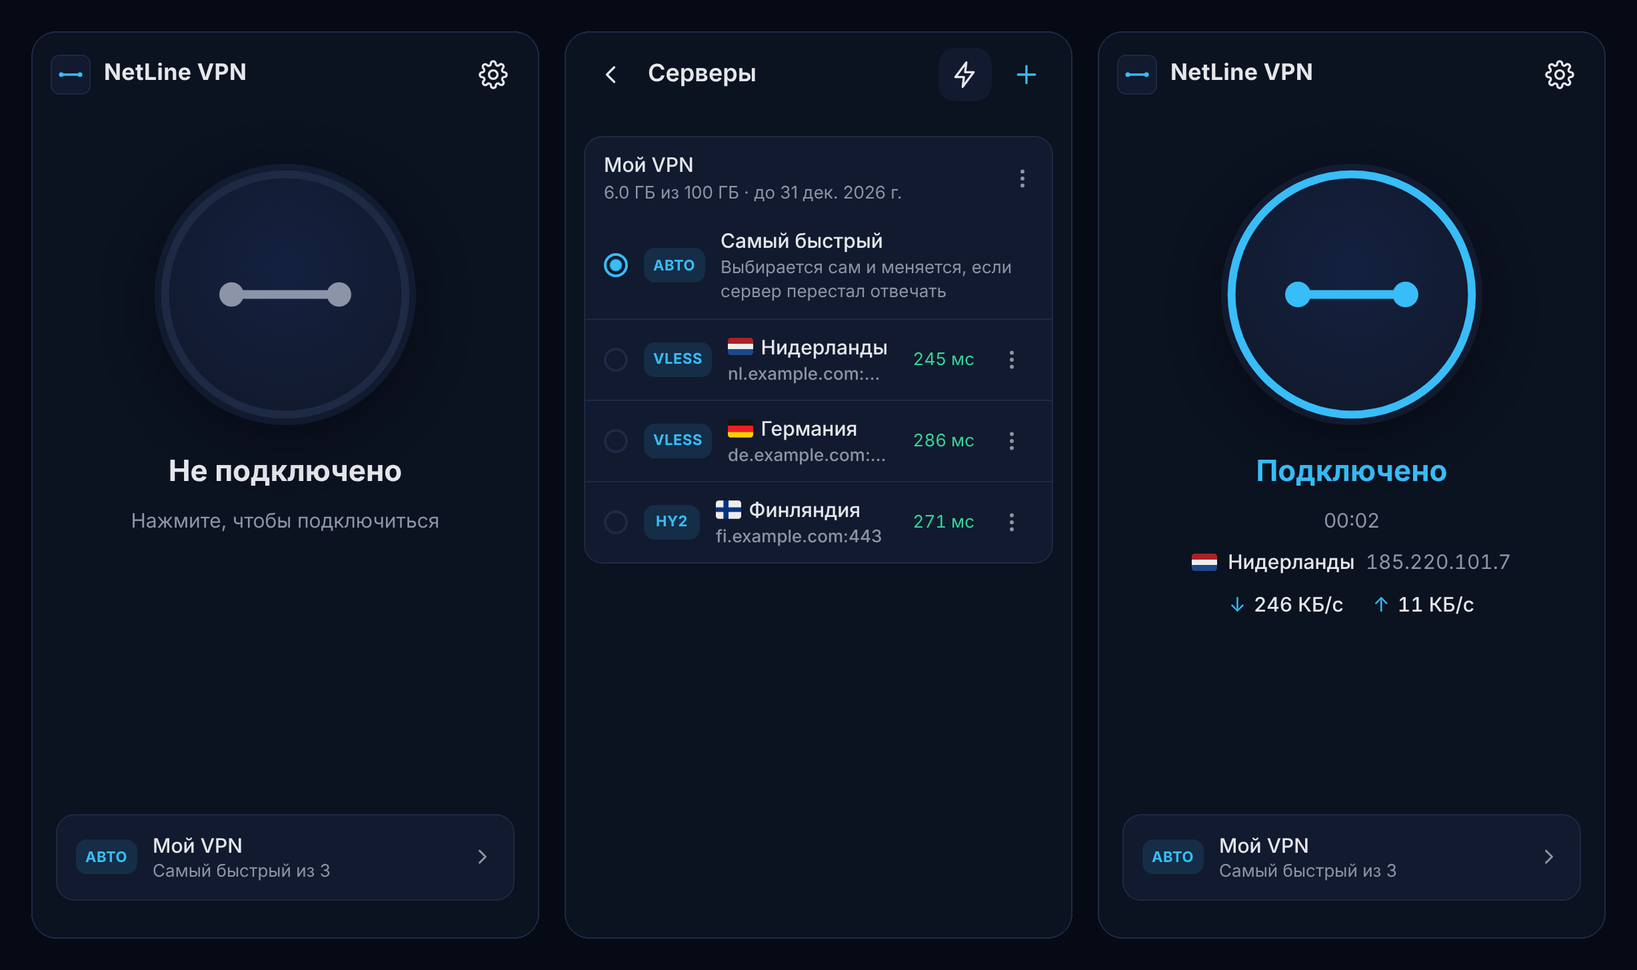 NetLine VPN
Не подключено
Нажмите, чтобы подключиться
АВТО
Мой VPN
Самый быстрый из 3
Серверы
Мой VPN
6.0 ГБ из 100 ГБ · до 31 дек. 2026 г.
АВТО
Самый быстрый
Выбирается сам и меняется, если
сервер перестал отвечать
VLESS
Нидерланды
nl.example.com:...
245 мс
VLESS
Германия
de.example.com:...
286 мс
HY2
Финляндия
fi.example.com:443
271 мс
NetLine VPN
Подключено
00:02
Нидерланды 185.220.101.7
↓ 246 КБ/с ↑ 11 КБ/с
АВТО
Мой VPN
Самый быстрый из 3